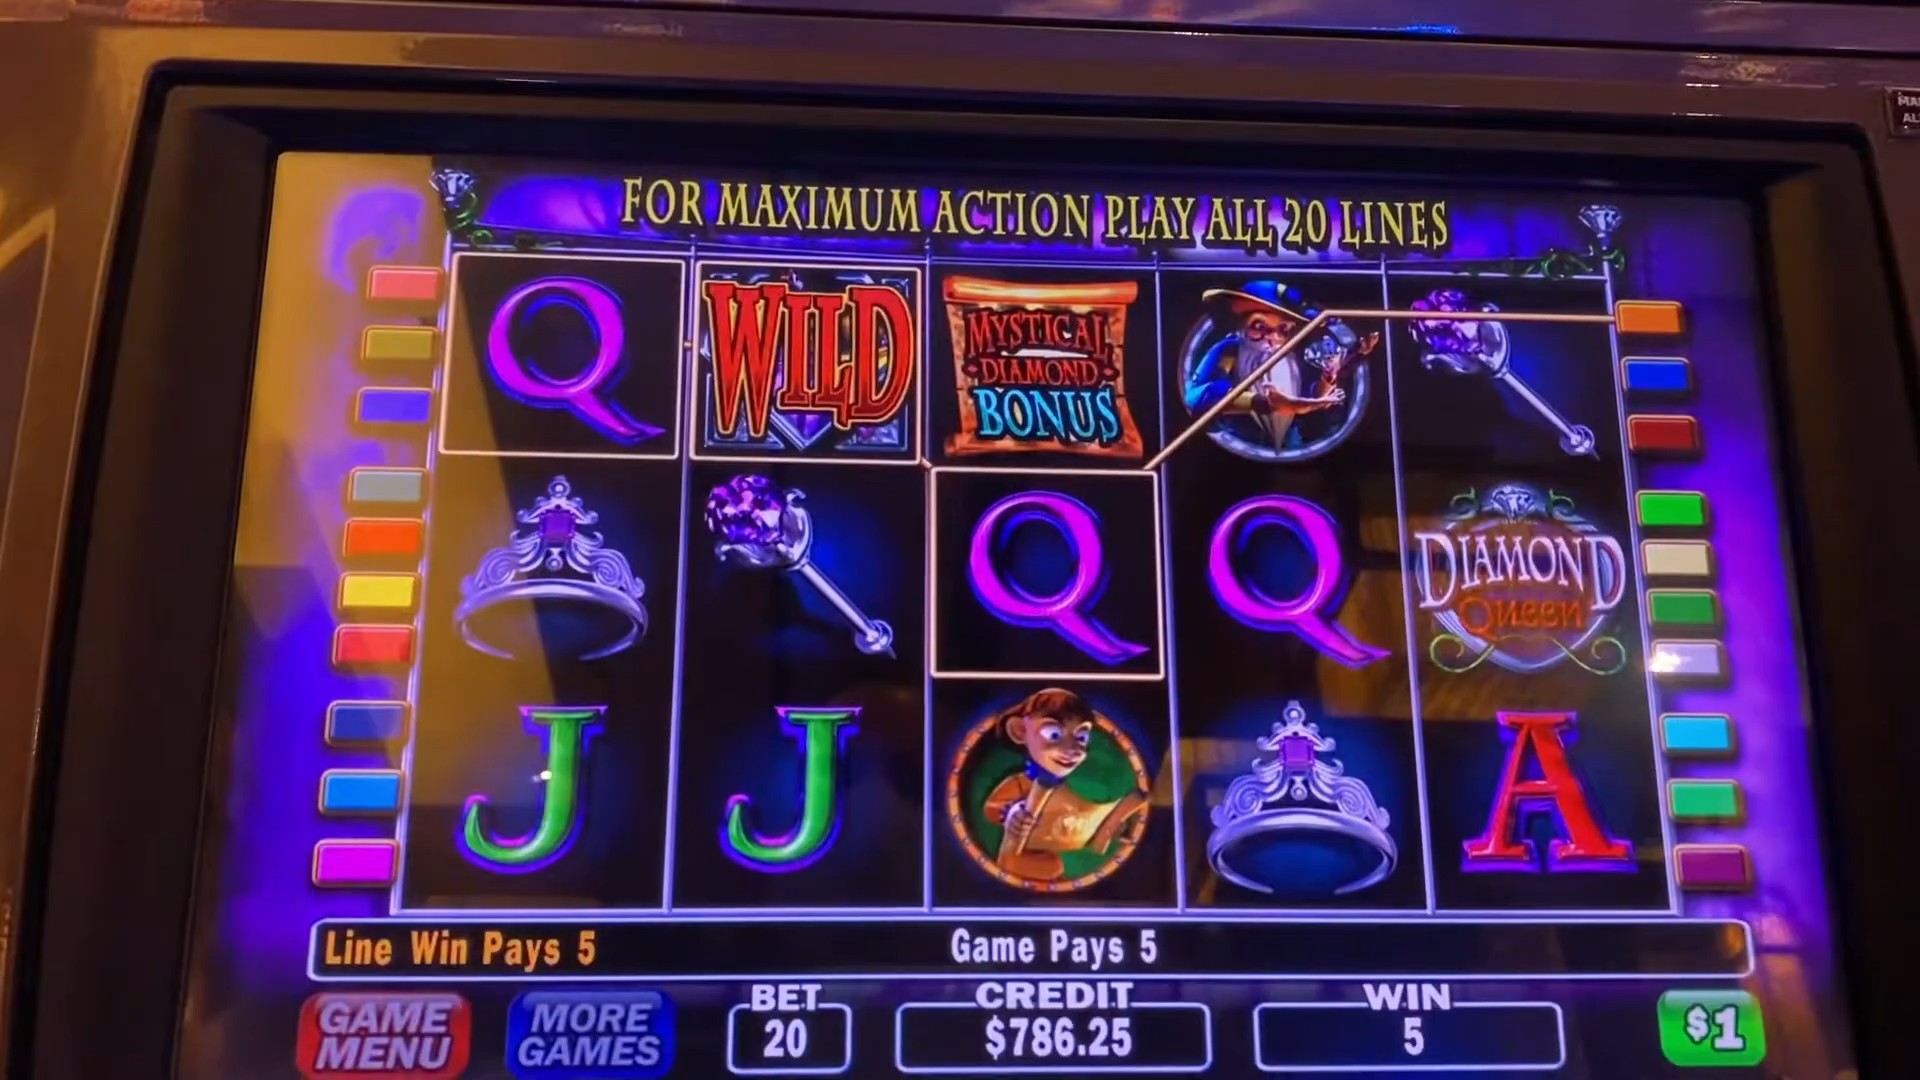 FOR MAXIMUM ACTION PLAY ALL 20 LINES
Q
WILD
MYSTICAL
DIAMOND
BONUS
Q
Q
DIAMOND
Queen
J
J
A
Line Win Pays 5
Game Pays 5
GAME
MENU
MORE
GAMES
BET
20
CREDIT
$786.25
WIN
5
$1